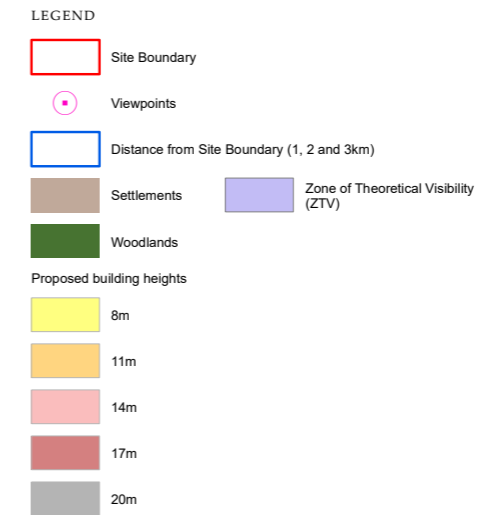 LEGEND
Site Boundary
Viewpoints
Distance from Site Boundary (1, 2 and 3km)
Settlements
Zone of Theoretical Visibility
(ZTV)
Woodlands
Proposed building heights
8m
11m
14m
17m
20m